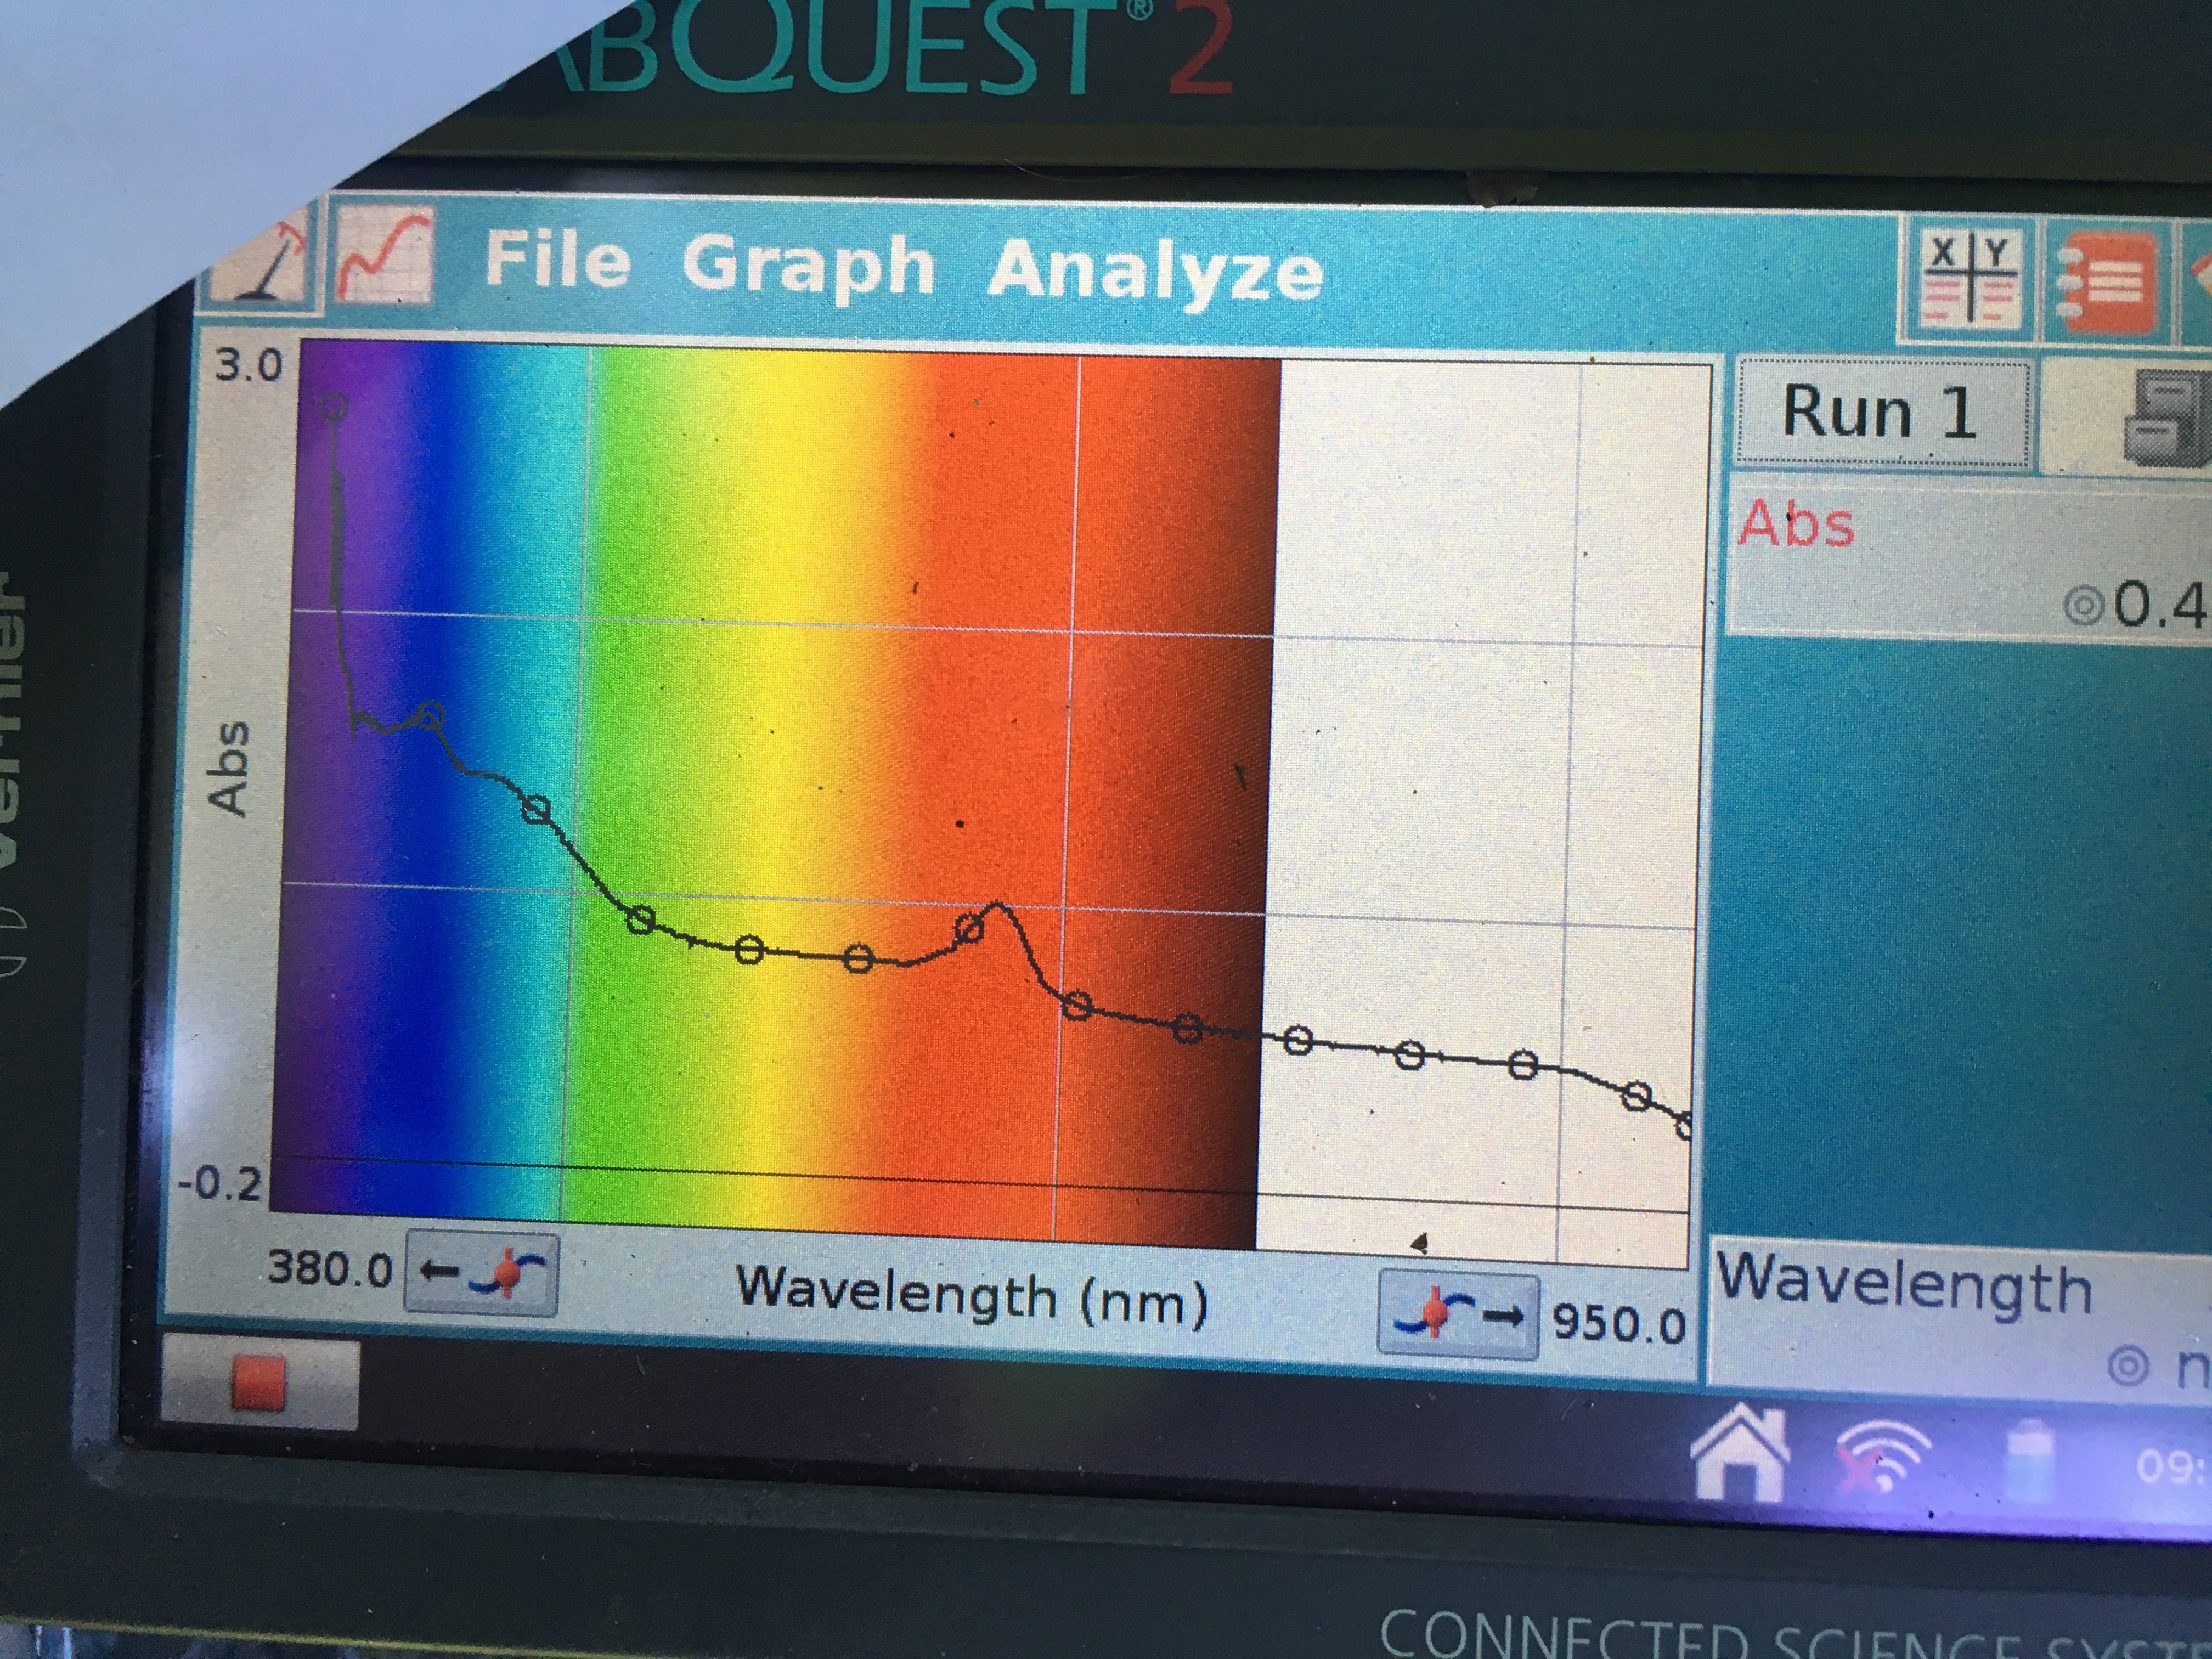 ABQUEST® 2
File Graph Analyze
X Y
3.0
Run 1
Abs
0.4
Abs
-0.2
380.0
Wavelength (nm)
950.0
Wavelength
n
09:
vernier
CONNECTED SCIENCE SYSTE